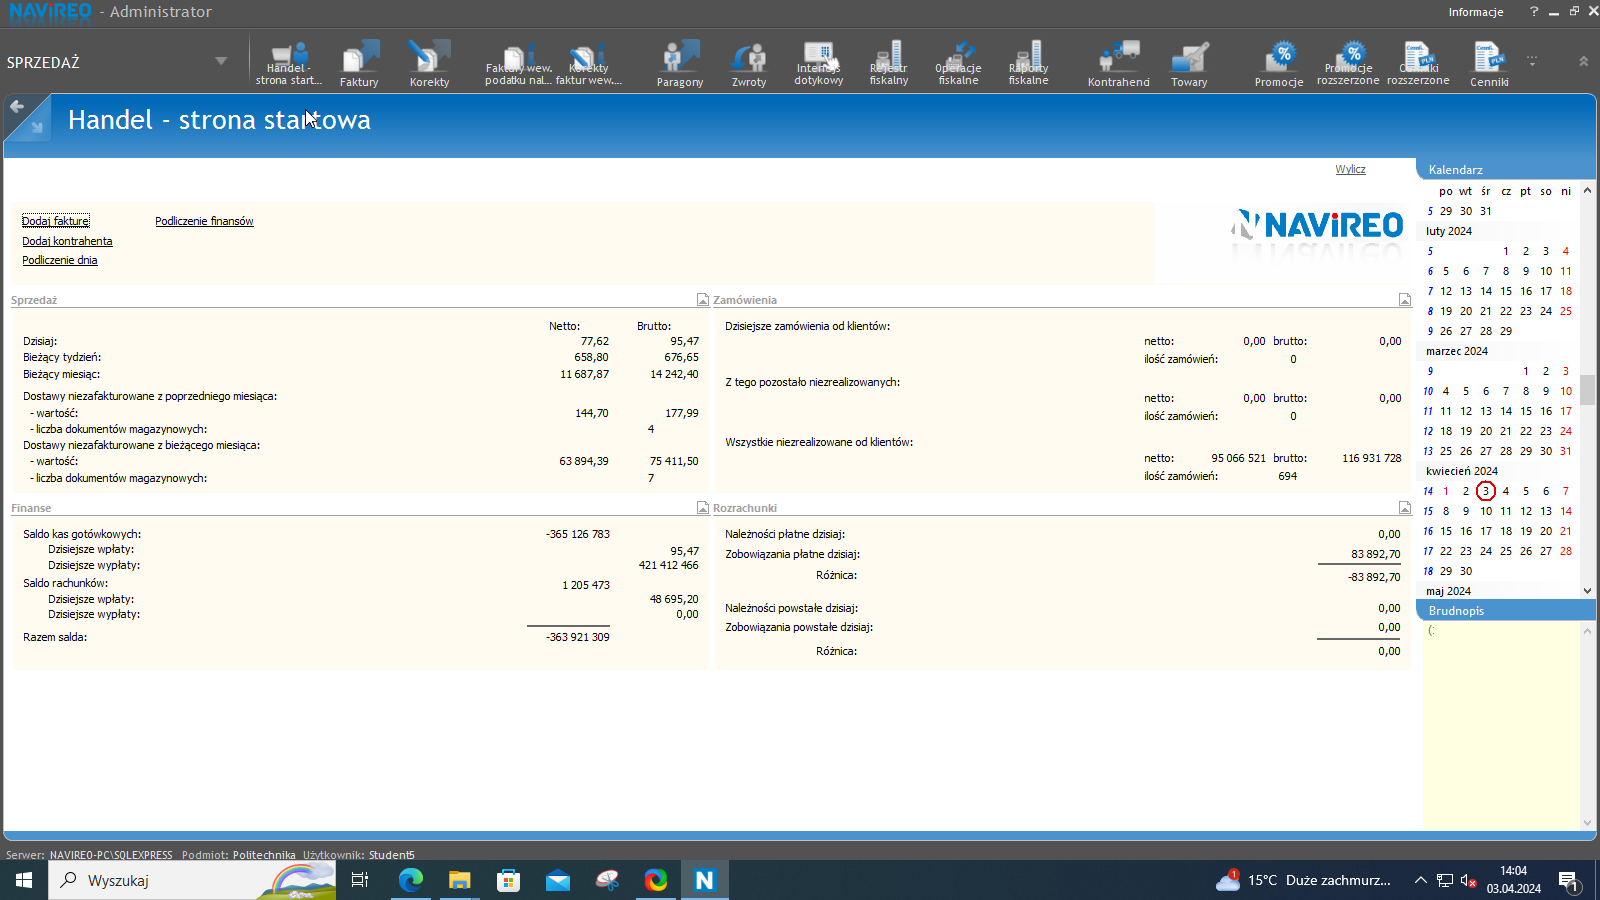 NAVIREO - Administrator
Informacje ?
SPRZEDAŻ
Handel - strona start...
Faktury
Korekty
Faktury wew. podatku nal...
Korekty faktur wew....
Paragony
Zwroty
Interfejs dotykowy
Rejestr fiskalny
Operacje fiskalne
Raporty fiskalne
Kontrahenci
Towary
Promocje
Promocje rozszerzone
Cenniki rozszerzone
Cenniki
Handel - strona startowa
Wylicz
Dodaj fakturę
Podliczenie finansów
Dodaj kontrahenta
Podliczenie dnia
NAVIREO
Sprzedaż
Netto: Brutto:
Dzisiaj: 77,62 95,47
Bieżący tydzień: 658,80 676,65
Bieżący miesiąc: 11 687,87 14 242,40
Dostawy niezafakturowane z poprzedniego miesiąca:
- wartość: 144,70 177,99
- liczba dokumentów magazynowych: 4
Dostawy niezafakturowane z bieżącego miesiąca:
- wartość: 63 894,39 75 411,50
- liczba dokumentów magazynowych: 7
Zamówienia
Dzisiejsze zamówienia od klientów:
netto: 0,00 brutto: 0,00
ilość zamówień: 0
Z tego pozostało niezrealizowanych:
netto: 0,00 brutto: 0,00
ilość zamówień: 0
Wszystkie niezrealizowane od klientów:
netto: 95 066 521 brutto: 116 931 728
ilość zamówień: 694
Finanse
Saldo kas gotówkowych: -365 126 783
Dzisiejsze wpłaty: 95,47
Dzisiejsze wypłaty: 421 412 466
Saldo rachunków: 1 205 473
Dzisiejsze wpłaty: 48 695,20
Dzisiejsze wypłaty: 0,00
Razem salda: -363 921 309
Rozrachunki
Należności płatne dzisiaj: 0,00
Zobowiązania płatne dzisiaj: 83 892,70
Różnica: -83 892,70
Należności powstałe dzisiaj: 0,00
Zobowiązania powstałe dzisiaj: 0,00
Różnica: 0,00
Kalendarz
po wt śr cz pt so ni
5 29 30 31
luty 2024
5 1 2 3 4
6 5 6 7 8 9 10 11
7 12 13 14 15 16 17 18
8 19 20 21 22 23 24 25
9 26 27 28 29
marzec 2024
9 1 2 3
10 4 5 6 7 8 9 10
11 11 12 13 14 15 16 17
12 18 19 20 21 22 23 24
13 25 26 27 28 29 30 31
kwiecień 2024
14 1 2 3 4 5 6 7
15 8 9 10 11 12 13 14
16 15 16 17 18 19 20 21
17 22 23 24 25 26 27 28
18 29 30
maj 2024
Brudnopis
(:
Serwer: NAVIREO-PC\SQLEXPRESS Podmiot: Politechnika Użytkownik: Student5
Wyszukaj
N
1
15°C Duże zachmurz...
14:04
03.04.2024
1